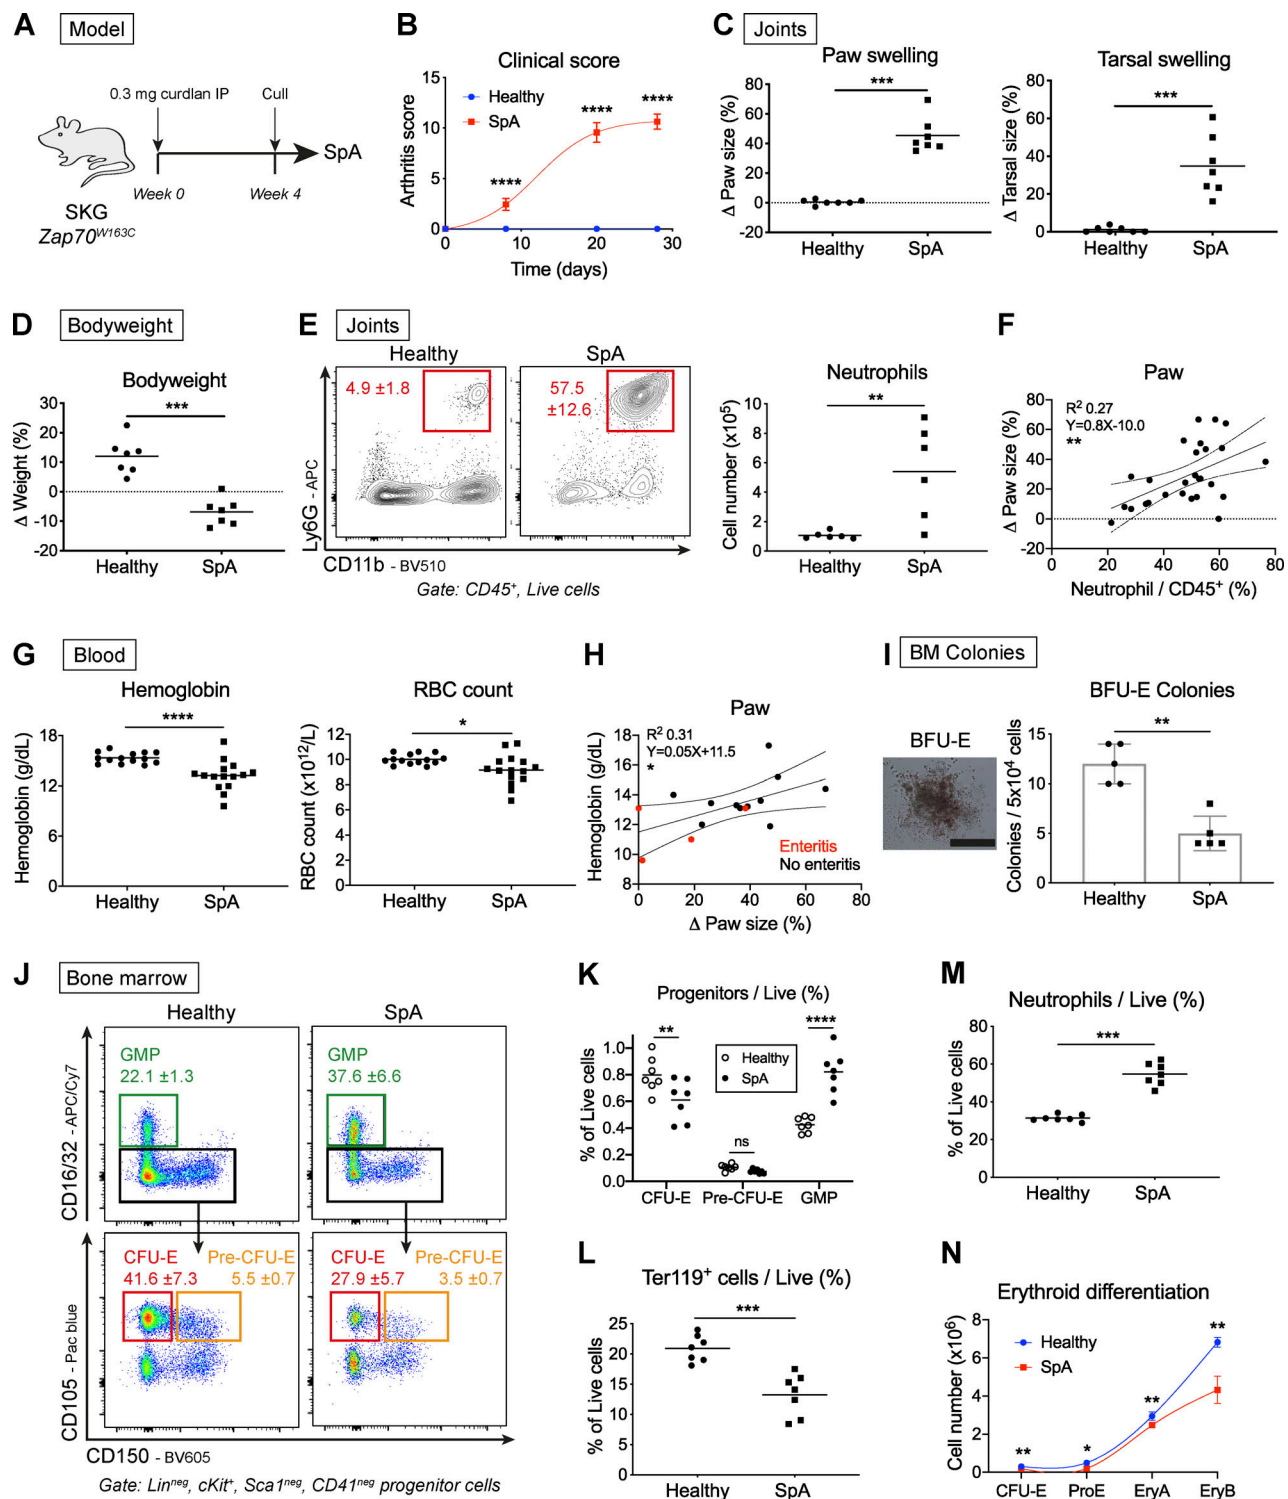 A Model
0.3 mg curdlan IP
Cull
SpA
Week 0
Week 4
SKG
Zap70^W163C
B
Clinical score
Arthritis score
15
10
5
0
Healthy
SpA
****
****
****
0 10 20 30
Time (days)
C Joints
Paw swelling
Δ Paw size (%)
80
60
40
20
0
-20
***
Healthy SpA
Tarsal swelling
Δ Tarsal size (%)
80
60
40
20
0
***
Healthy SpA
D Bodyweight
Bodyweight
Δ Weight (%)
30
20
10
0
-10
-20
***
Healthy SpA
E Joints
Healthy
SpA
4.9 ±1.8
57.5
±12.6
Ly6G - APC
CD11b - BV510
Gate: CD45⁺, Live cells
Neutrophils
Cell number (x10⁵)
10
8
6
4
2
0
**
Healthy SpA
F
Paw
Δ Paw size (%)
80
60
40
20
0
-20
R² 0.27
Y=0.8X-10.0
**
0 20 40 60 80
Neutrophil / CD45⁺ (%)
G Blood
Hemoglobin
Hemoglobin (g/dL)
18
12
6
0
****
Healthy SpA
RBC count
RBC count (x10¹²/L)
12
10
8
6
4
2
0
*
Healthy SpA
H
Paw
Hemoglobin (g/dL)
18
16
14
12
10
8
R² 0.31
Y=0.05X+11.5
*
Enteritis
No enteritis
0 20 40 60 80
Δ Paw size (%)
I BM Colonies
BFU-E
BFU-E Colonies
Colonies / 5x10⁴ cells
15
10
5
0
**
Healthy SpA
J Bone marrow
Healthy
SpA
GMP
22.1 ±1.3
GMP
37.6 ±6.6
CD16/32 - APC/Cy7
CFU-E
41.6 ±7.3
Pre-CFU-E
5.5 ±0.7
CFU-E
27.9 ±5.7
Pre-CFU-E
3.5 ±0.7
CD105 - Pac blue
CD150 - BV605
Gate: Lin^neg, cKit⁺, Sca1^neg, CD41^neg progenitor cells
K
Progenitors / Live (%)
% of Live cells
1.0
0.8
0.6
0.4
0.2
0.0
**
ns
****
Healthy
SpA
CFU-E Pre-CFU-E GMP
L
Ter119⁺ cells / Live (%)
% of Live cells
25
20
15
10
5
0
***
Healthy SpA
M
Neutrophils / Live (%)
% of Live cells
80
60
40
20
0
***
Healthy SpA
N
Erythroid differentiation
Cell number (x10⁶)
8
6
4
2
0
Healthy
SpA
**
*
**
**
CFU-E ProE EryA EryB